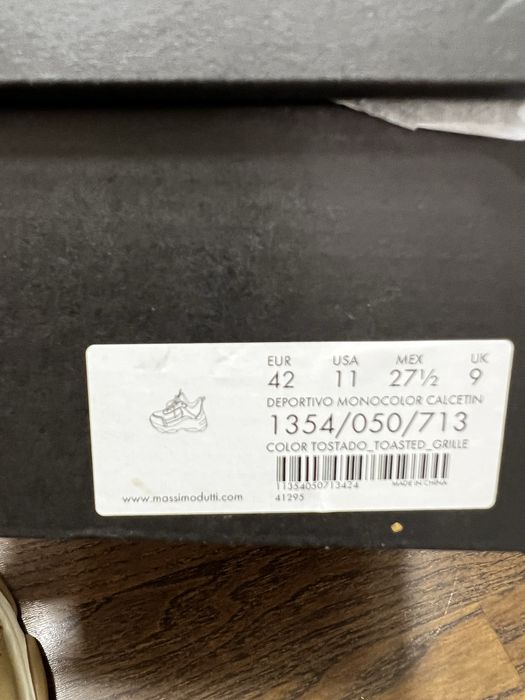 EUR USA MEX UK
42 11 27½ 9
DEPORTIVO MONOCOLOR CALCETIN
1354/050/713
COLOR TOSTADO_TOASTED_GRILLE
11354050713424 MADE IN CHINA
www.massimodutti.com 41295